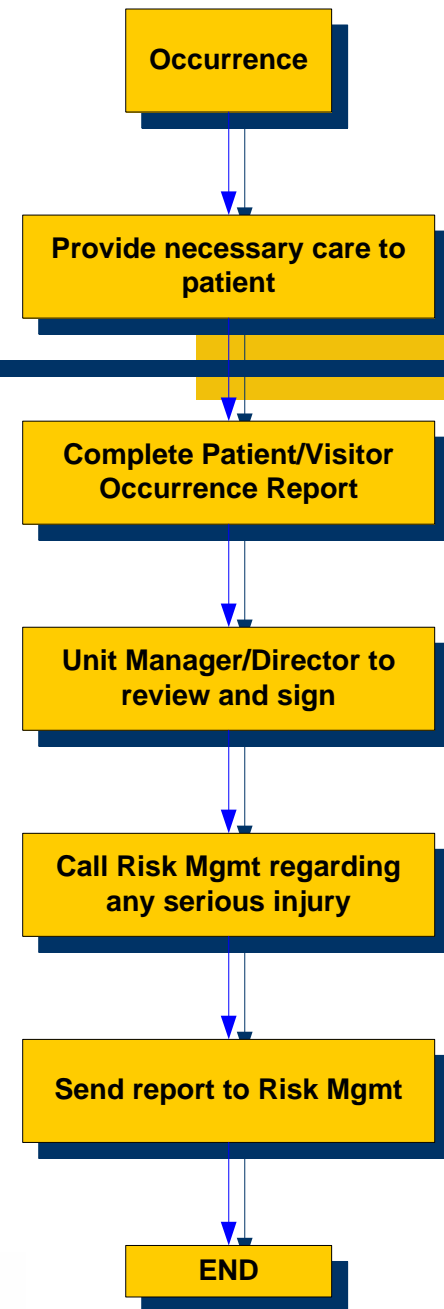 Occurrence
Provide necessary care to
patient
Complete Patient/Visitor
Occurrence Report
Unit Manager/Director to
review and sign
Call Risk Mgmt regarding
any serious injury
Send report to Risk Mgmt
END